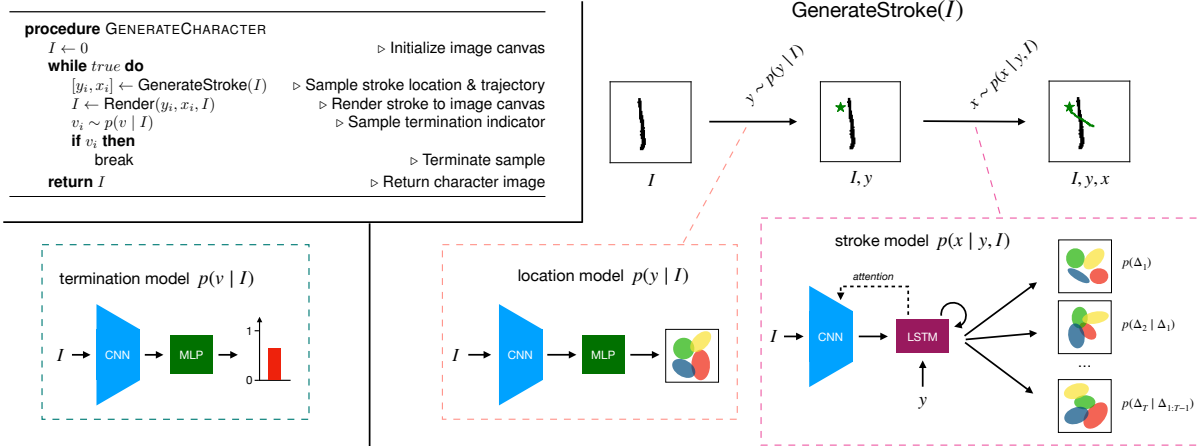 procedure GENERATECHARACTER
I ← 0 ▷ Initialize image canvas
while true do
[y_i, x_i] ← GenerateStroke(I) ▷ Sample stroke location & trajectory
I ← Render(y_i, x_i, I) ▷ Render stroke to image canvas
v_i ∼ p(v | I) ▷ Sample termination indicator
if v_i then
break ▷ Terminate sample
return I ▷ Return character image
GenerateStroke(I)
y ~ p(y | I)
x ~ p(x | y, I)
I
I, y
I, y, x
termination model p(v | I)
I
CNN
MLP
1
0
location model p(y | I)
I
CNN
MLP
stroke model p(x | y, I)
attention
I
CNN
LSTM
y
p(Δ_1)
p(Δ_2 | Δ_1)
...
p(Δ_T | Δ_{1:T−1})